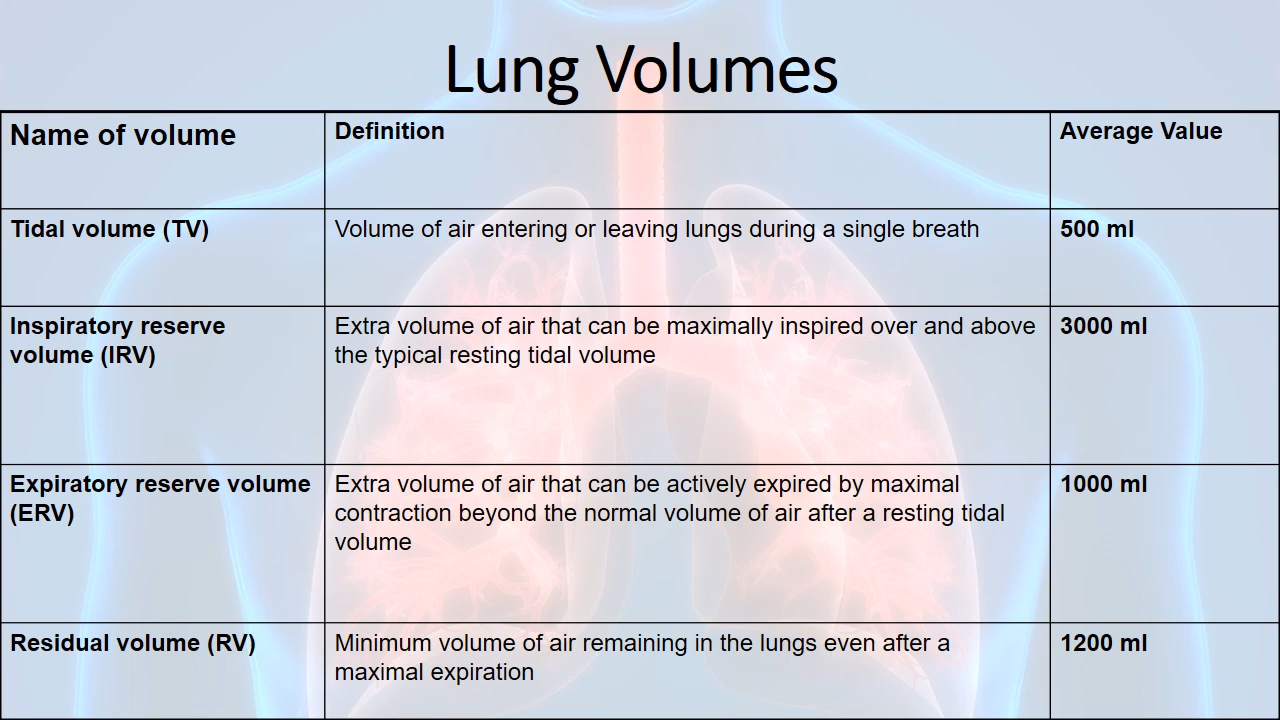 Lung Volumes
Name of volume
Definition
Average Value
Tidal volume (TV)
Volume of air entering or leaving lungs during a single breath
500 ml
Inspiratory reserve
volume (IRV)
Extra volume of air that can be maximally inspired over and above
the typical resting tidal volume
3000 ml
Expiratory reserve volume
(ERV)
Extra volume of air that can be actively expired by maximal
contraction beyond the normal volume of air after a resting tidal
volume
1000 ml
Residual volume (RV)
Minimum volume of air remaining in the lungs even after a
maximal expiration
1200 ml